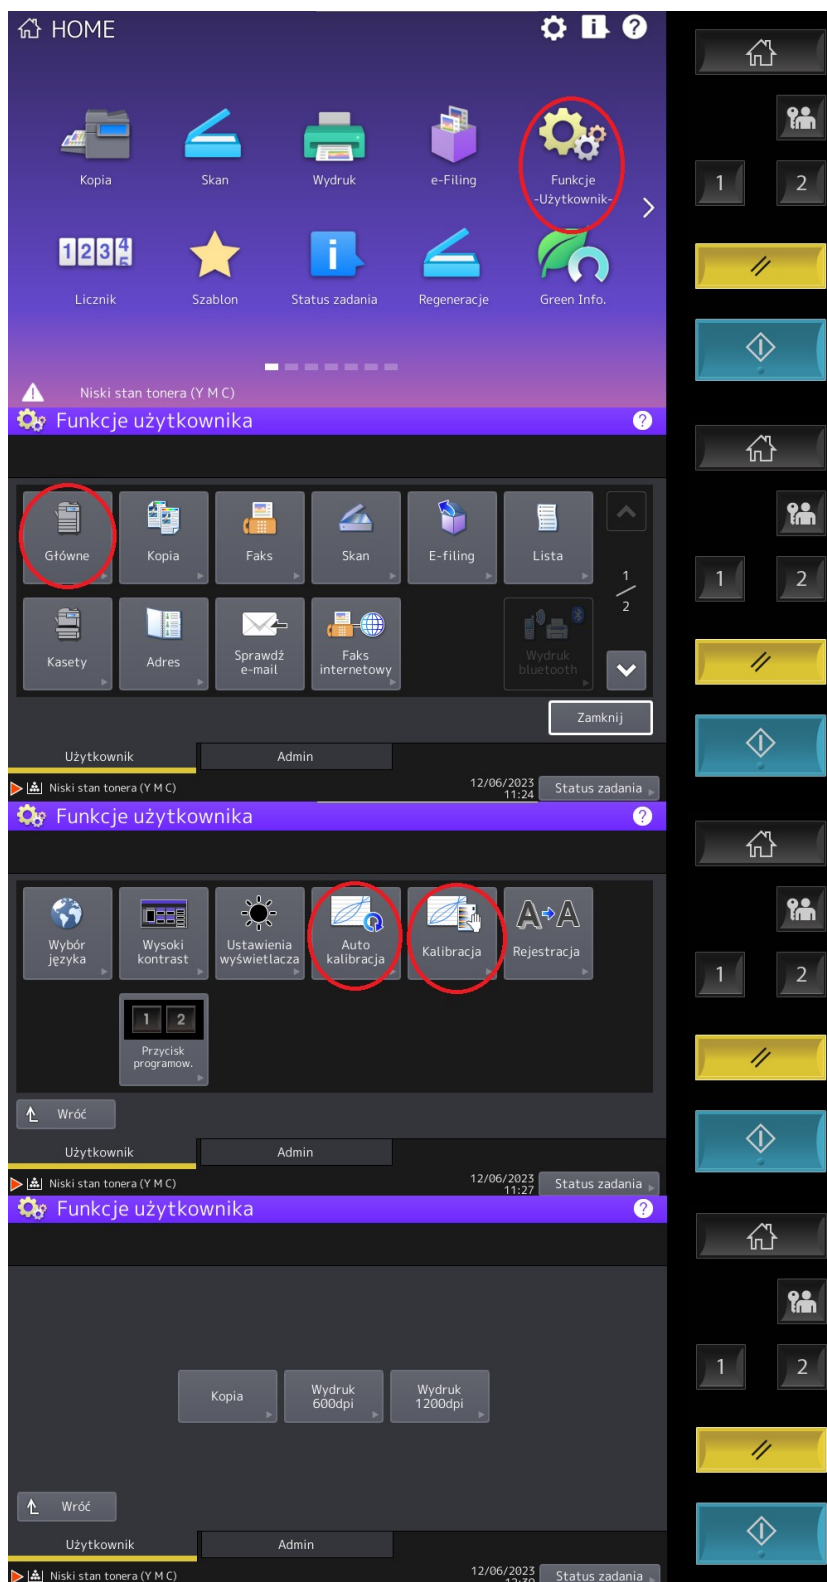 HOME
Kopia
Skan
Wydruk
e-Filing
Funkcje
-Użytkownik-
1 2
1 2 3 4
Licznik
Szablon
Status zadania
Regeneracje
Green Info.
Niski stan tonera (Y M C)
Funkcje użytkownika
Główne
Kopia
Faks
Skan
E-filing
Lista
1
2
1 2
Kasety
Adres
Sprawdź
e-mail
Faks
internetowy
Wydruk
bluetooth
Zamknij
Użytkownik
Admin
Niski stan tonera (Y M C)
12/06/2023
11:24
Status zadania
Funkcje użytkownika
Wybór
języka
Wysoki
kontrast
Ustawienia
wyświetlacza
Auto
kalibracja
Kalibracja
A A
Rejestracja
1 2
1 2
Przycisk
programow.
Wróć
Użytkownik
Admin
Niski stan tonera (Y M C)
12/06/2023
11:27
Status zadania
Funkcje użytkownika
1 2
Kopia
Wydruk
600dpi
Wydruk
1200dpi
Wróć
Użytkownik
Admin
Niski stan tonera (Y M C)
12/06/2023
Status zadania